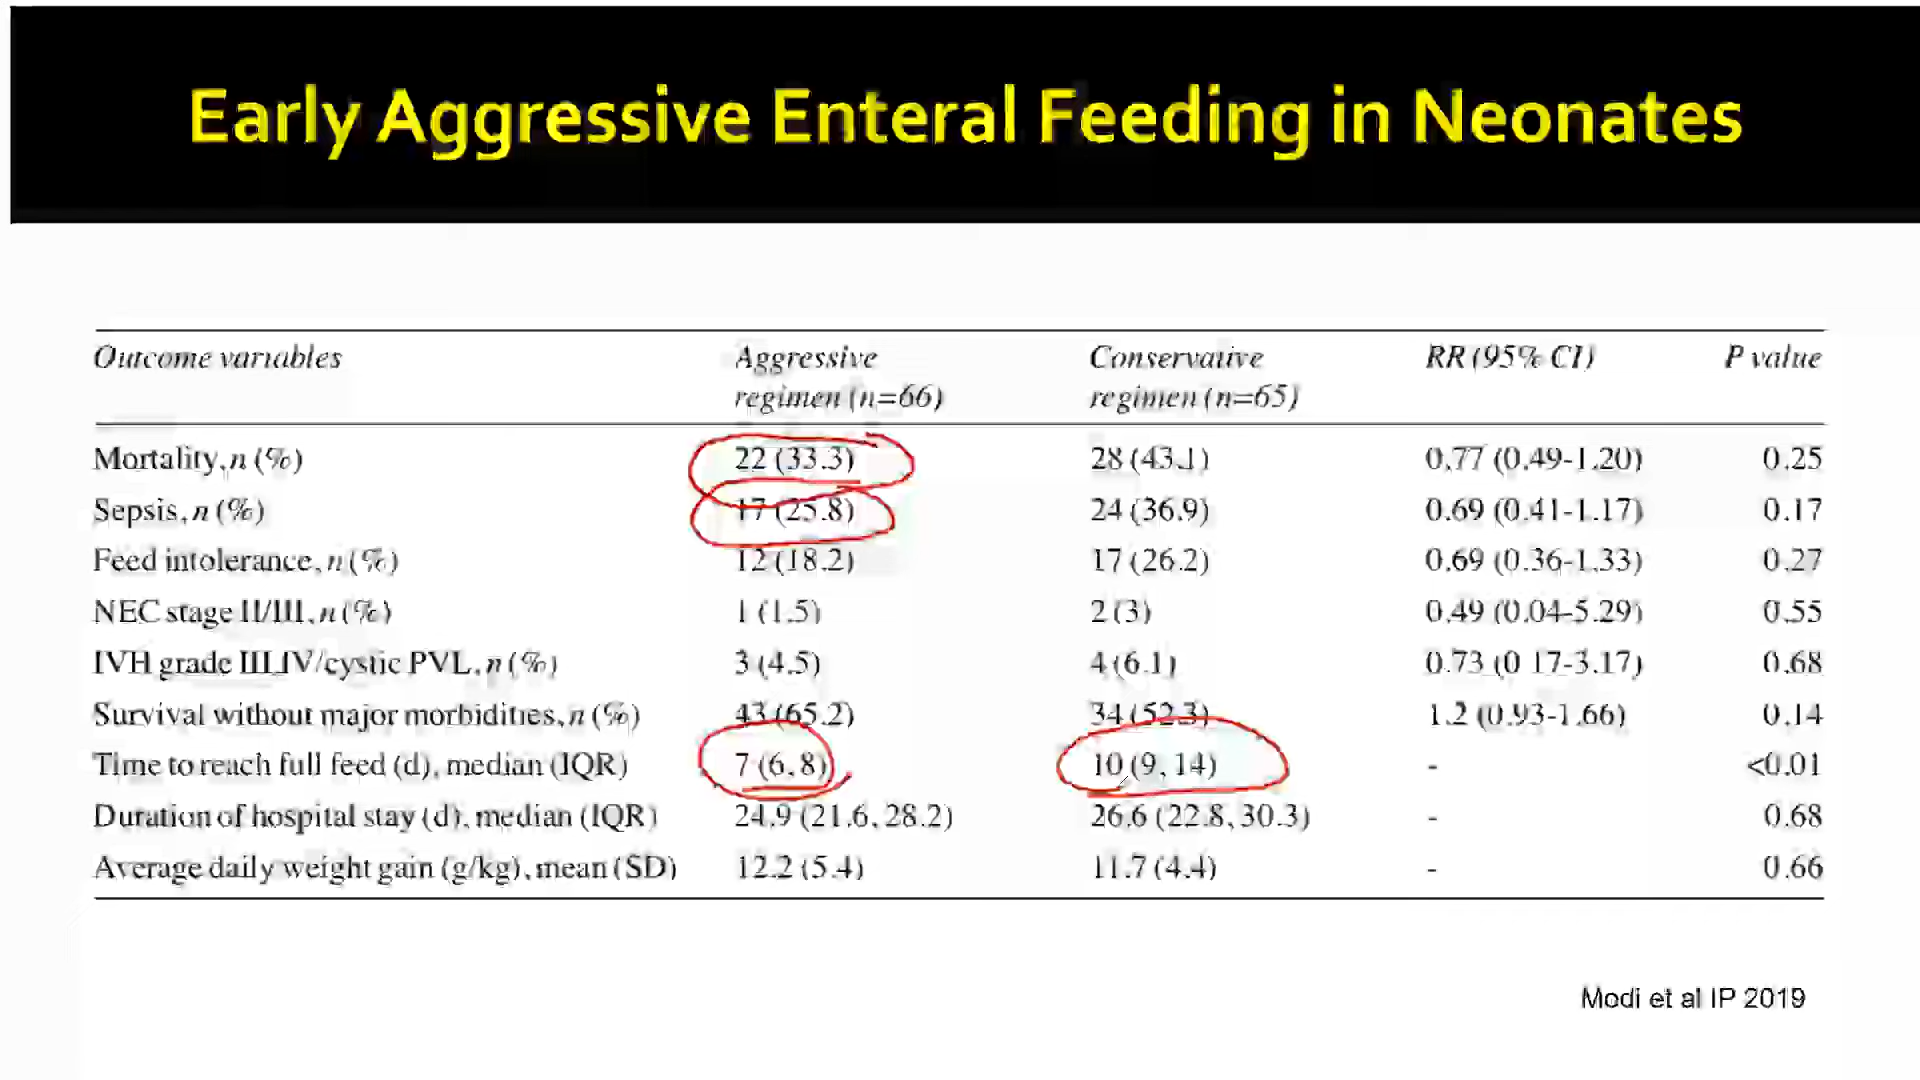 Early Aggressive Enteral Feeding in Neonates
Outcome variables Aggressive regimen (n=66) Conservative regimen (n=65) RR (95% CI) P value
Mortality, n (%) 22 (33.3) 28 (43.1) 0.77 (0.49-1.20) 0.25
Sepsis, n (%) 17 (25.8) 24 (36.9) 0.69 (0.41-1.17) 0.17
Feed intolerance, n (%) 12 (18.2) 17 (26.2) 0.69 (0.36-1.33) 0.27
NEC stage II/III, n (%) 1 (1.5) 2 (3) 0.49 (0.04-5.29) 0.55
IVH grade III,IV/cystic PVL, n (%) 3 (4.5) 4 (6.1) 0.73 (0.17-3.17) 0.68
Survival without major morbidities, n (%) 43 (65.2) 34 (52.3) 1.2 (0.93-1.66) 0.14
Time to reach full feed (d), median (IQR) 7 (6, 8) 10 (9, 14) - <0.01
Duration of hospital stay (d), median (IQR) 24.9 (21.6, 28.2) 26.6 (22.8, 30.3) - 0.68
Average daily weight gain (g/kg), mean (SD) 12.2 (5.4) 11.7 (4.4) - 0.66
Modi et al IP 2019